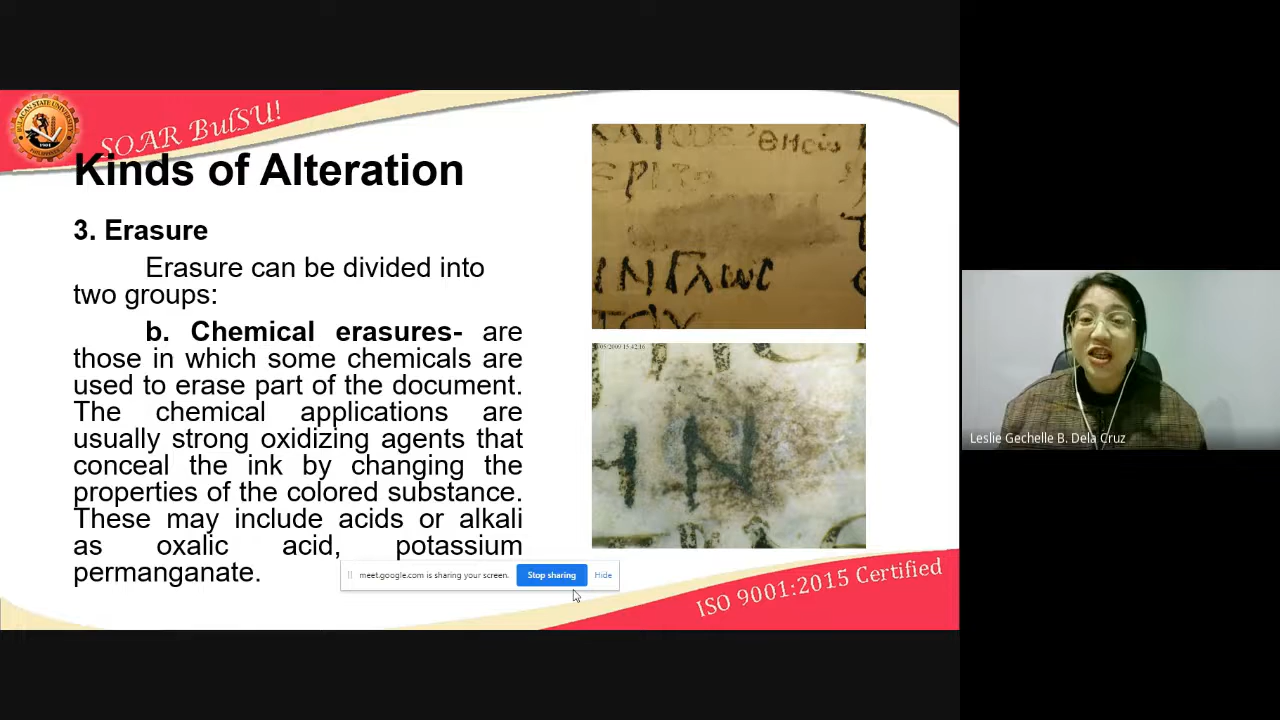 SOAR BulSU!
Kinds of Alteration
3. Erasure
Erasure can be divided into
two groups:
b. Chemical erasures- are
those in which some chemicals are
used to erase part of the document.
The chemical applications are
usually strong oxidizing agents that
conceal the ink by changing the
properties of the colored substance.
These may include acids or alkali
as oxalic acid, potassium
permanganate.
meet.google.com is sharing your screen.
Stop sharing
Hide
ISO 9001:2015 Certified
Leslie Gechelle B. Dela Cruz